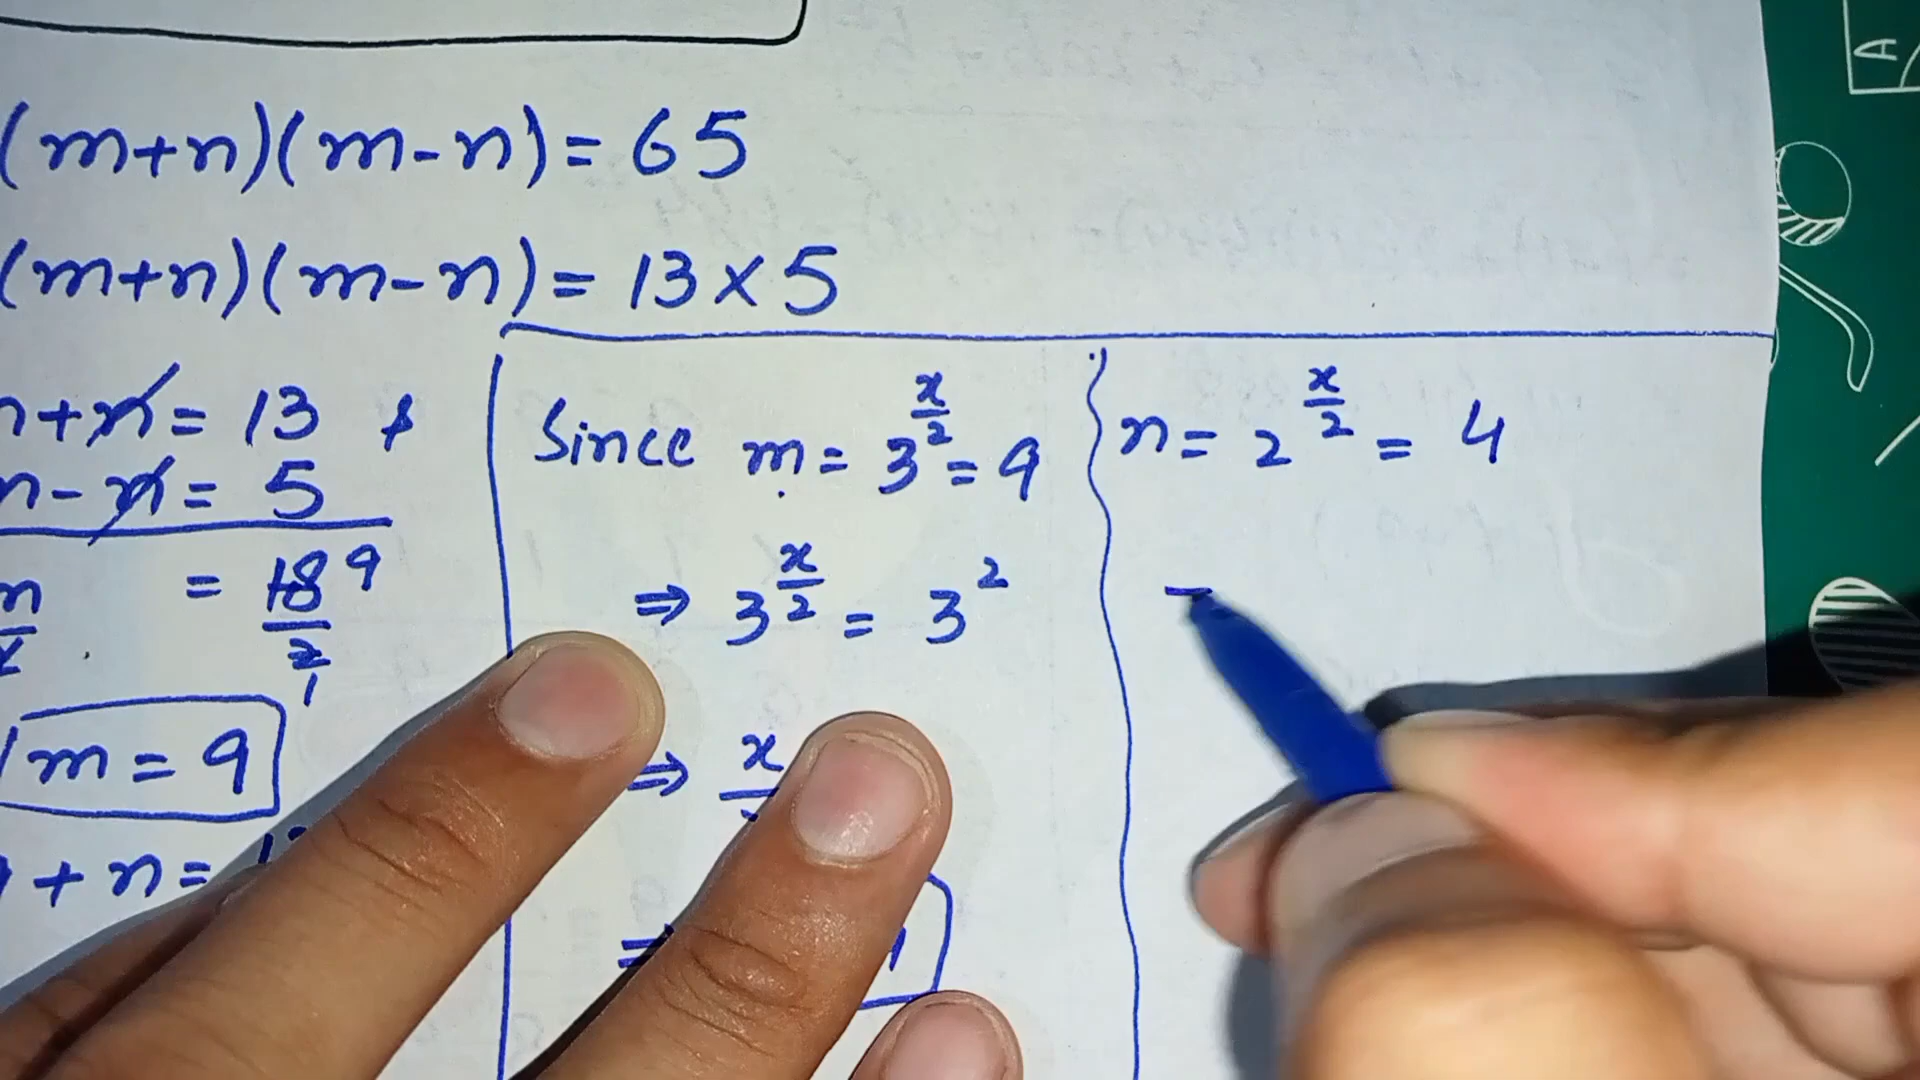 (m+n)(m-n) = 65
(m+n)(m-n) = 13 x 5
+n = 13
- n = 5
= 18/2 9
1
m = 9
+ n =
Since m = 3^(x/2) = 9
⇒ 3^(x/2) = 3^2
⇒ x
⇒
n = 2^(x/2) = 4
A